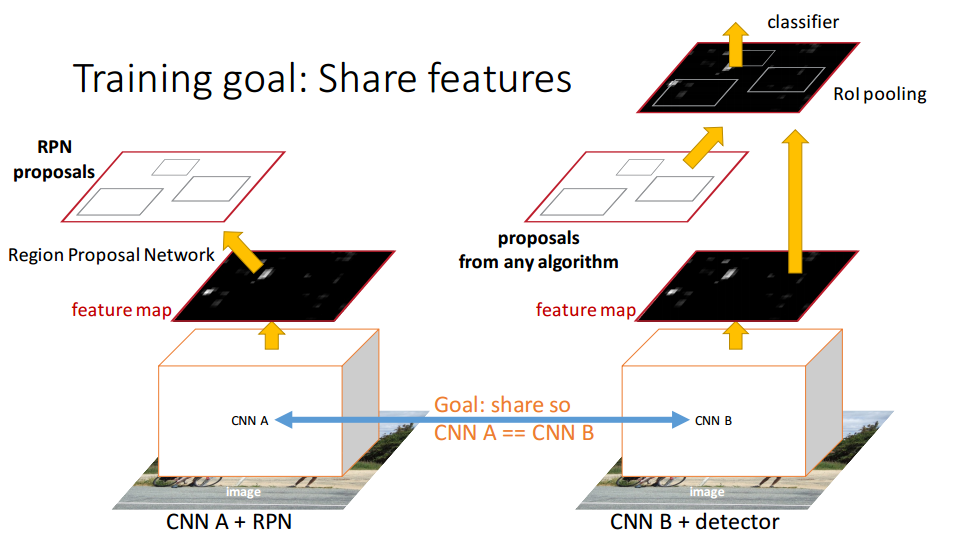 Training goal: Share features
classifier
RoI pooling
RPN
proposals
Region Proposal Network
feature map
CNN A
image
CNN A + RPN
proposals
from any algorithm
feature map
Goal: share so
CNN A == CNN B
CNN B
image
CNN B + detector